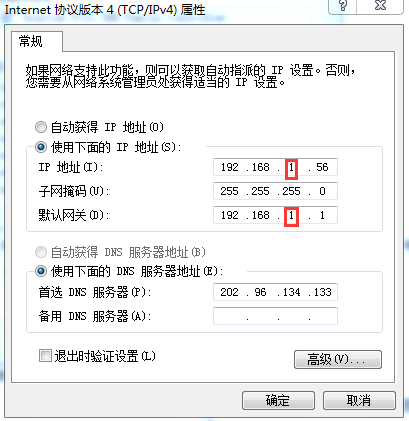 Internet 协议版本 4 (TCP/IPv4) 属性
常规
如果网络支持此功能，则可以获取自动指派的 IP 设置。否则，
您需要从网络系统管理员处获得适当的 IP 设置。
自动获得 IP 地址(O)
使用下面的 IP 地址(S):
IP 地址(I): 192 . 168 . 1 . 56
子网掩码(U): 255 . 255 . 255 . 0
默认网关(D): 192 . 168 . 1 . 1
自动获得 DNS 服务器地址(B)
使用下面的 DNS 服务器地址(E):
首选 DNS 服务器(P): 202 . 96 . 134 . 133
备用 DNS 服务器(A): . . .
退出时验证设置(L)
高级(V)...
确定 取消